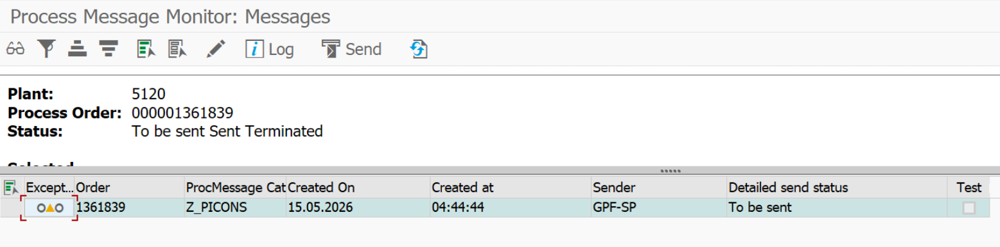 Process Message Monitor: Messages
Log Send
Plant: 5120
Process Order: 000001361839
Status: To be sent Sent Terminated
Except... Order ProcMessage Cat Created On Created at Sender Detailed send status Test
1361839 Z_PICONS 15.05.2026 04:44:44 GPF-SP To be sent